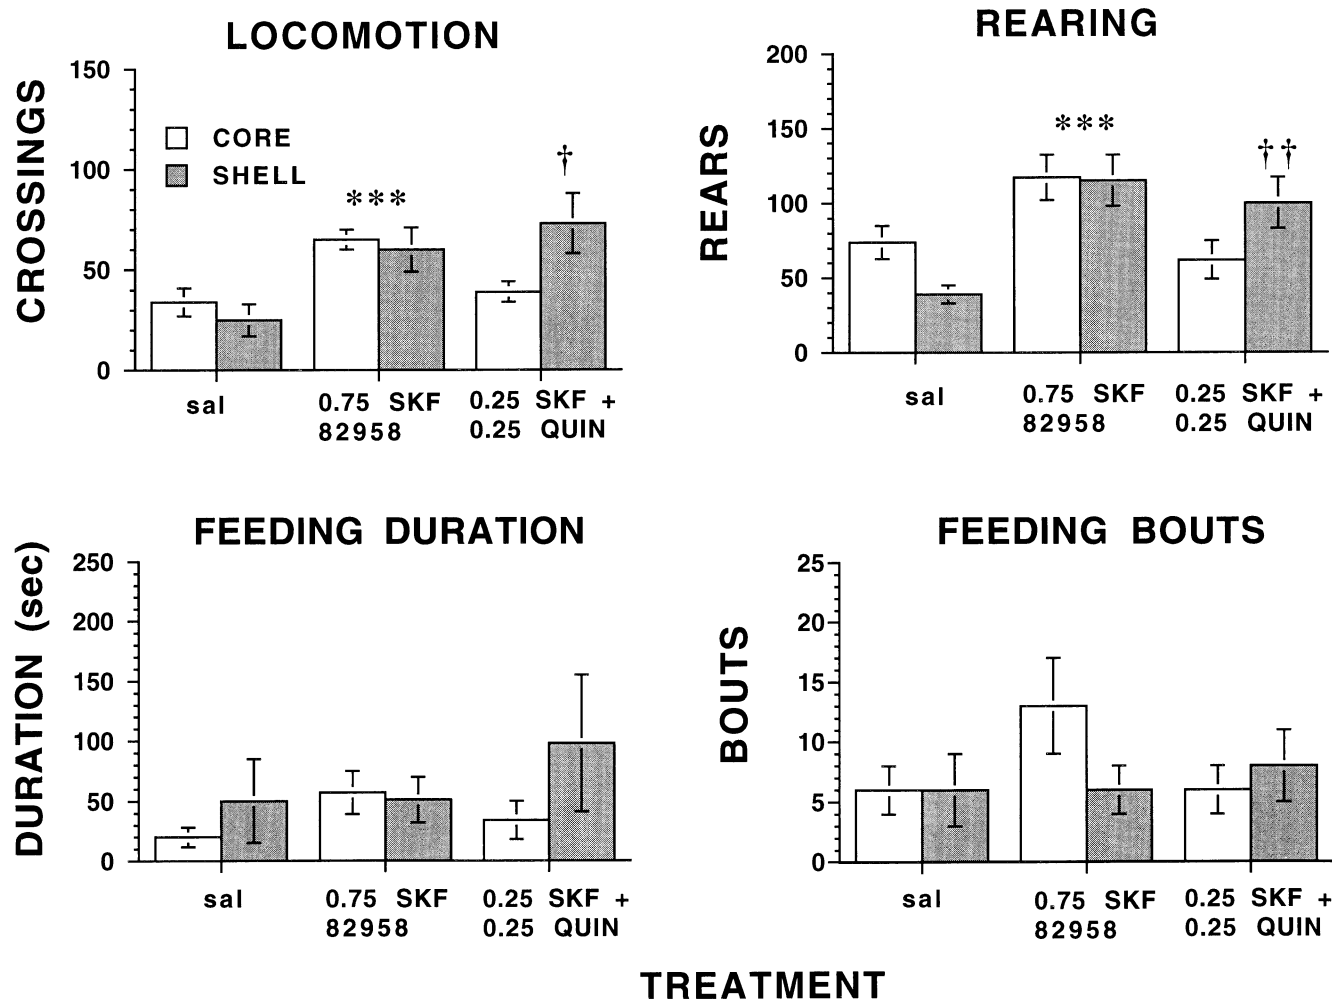 LOCOMOTION
CROSSINGS
150
100
50
0
CORE
SHELL
***
†
sal
0.75 SKF
82958
0.25 SKF +
0.25 QUIN
REARING
REARS
200
150
100
50
0
***
††
sal
0.75 SKF
82958
0.25 SKF +
0.25 QUIN
FEEDING DURATION
DURATION (sec)
250
200
150
100
50
0
sal
0.75 SKF
82958
0.25 SKF +
0.25 QUIN
FEEDING BOUTS
BOUTS
25
20
15
10
5
0
sal
0.75 SKF
82958
0.25 SKF +
0.25 QUIN
TREATMENT